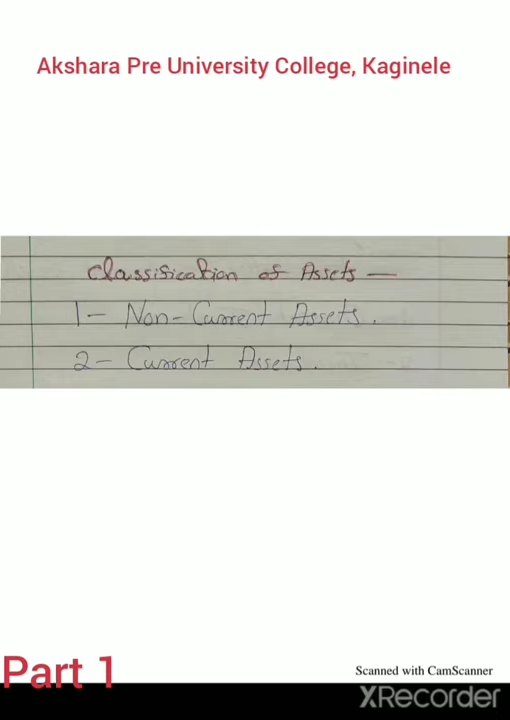 Akshara Pre University College, Kaginele
Classification of Assets —
1 – Non-Current Assets.
2 – Current Assets.
Part 1
Scanned with CamScanner
XRecorder